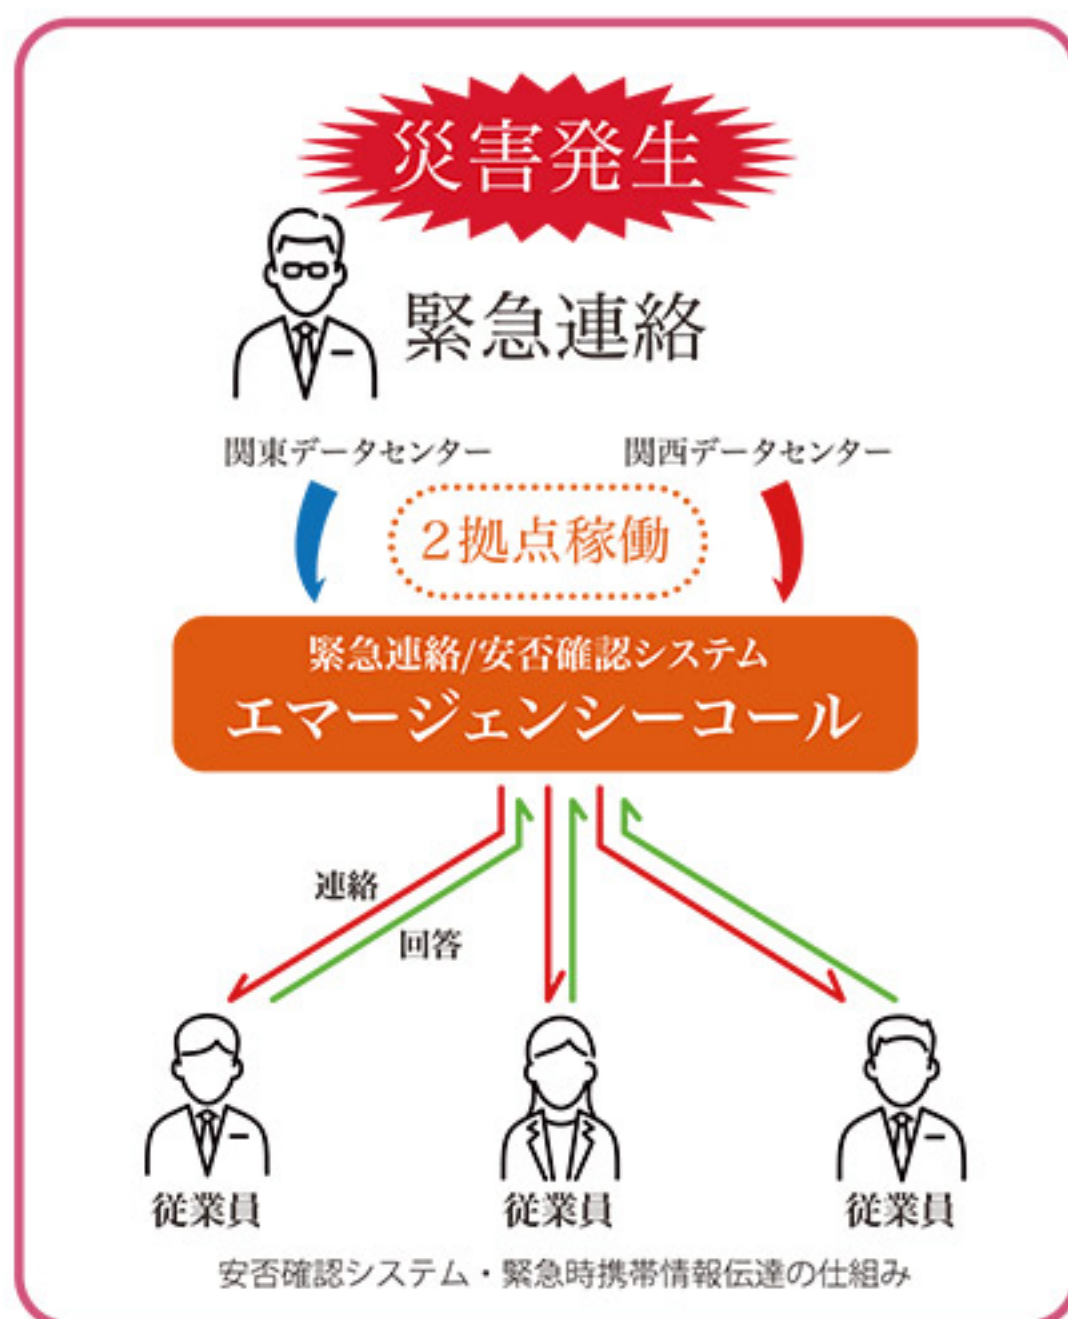 災害発生
緊急連絡
関東データセンター
関西データセンター
2拠点稼働
緊急連絡/安否確認システム
エマージェンシーコール
連絡
回答
従業員
従業員
従業員
安否確認システム・緊急時携帯情報伝達の仕組み